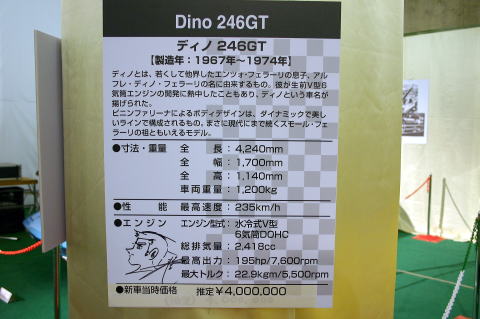 Dino 246GT
ディノ 246GT
【製造年：1967年～1974年】
ディノとは、若くして他界したエンツォ・フェラーリの息子、アル
フレ・ディノ・フェラーリの名に由来するもの。彼が生前V型6
気筒エンジンの開発に熱中したこともあり、ディノという車名が
掲げられた。
ピニンファリーナによるボディデザインは、ダイナミックで美し
いラインで構成されるもの。まさに現代にまで続くスモール・フェ
ラーリの祖ともいえるモデル。
●寸法・重量 全 長：4,240mm
全 幅：1,700mm
全 高：1,140mm
車両重量：1,200kg
●性 能 最高速度：235km/h
●エンジン エンジン型式：水冷式V型
6気筒DOHC
総排気量：2,418cc
最高出力：195hp/7,600rpm
最大トルク：22.9kgm/5,500rpm
●新車当時価格 推定¥4,000,000